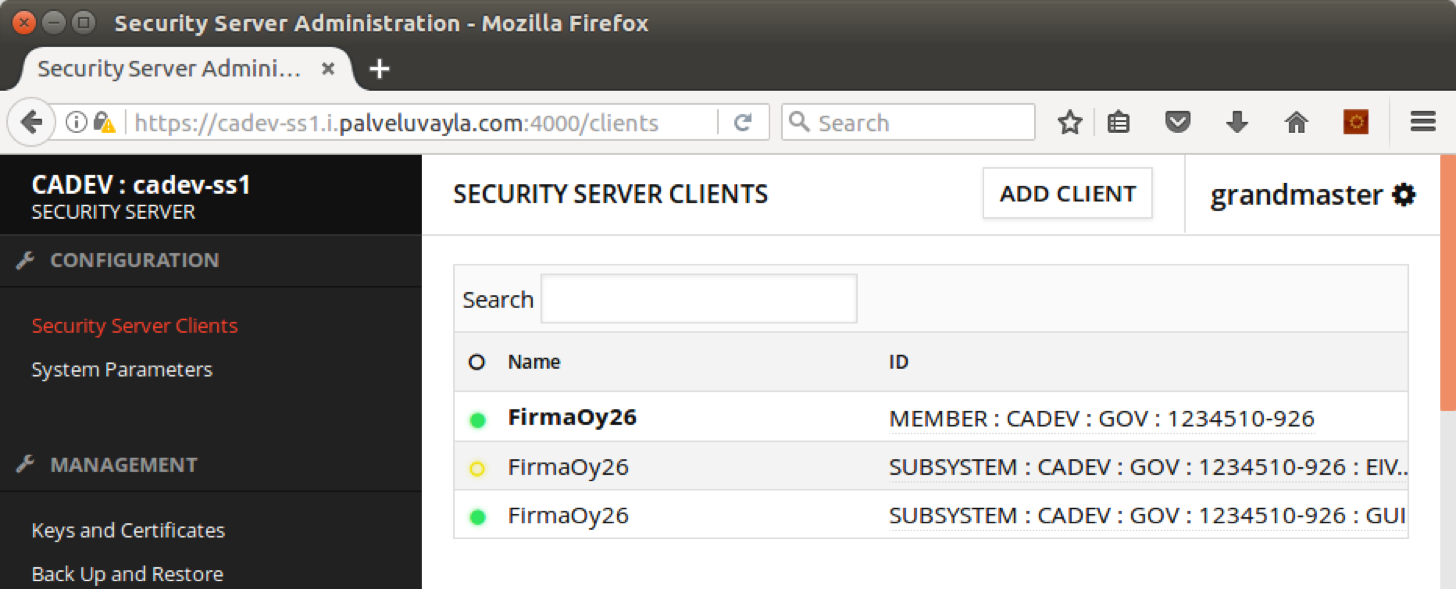 Security Server Administration - Mozilla Firefox
Security Server Admini...
https://cadev-ss1.i.palveluvayla.com:4000/clients
Search
CADEV : cadev-ss1
SECURITY SERVER
SECURITY SERVER CLIENTS
ADD CLIENT
grandmaster
CONFIGURATION
Security Server Clients
System Parameters
MANAGEMENT
Keys and Certificates
Back Up and Restore
Search
Name ID
FirmaOy26 MEMBER : CADEV : GOV : 1234510-926
FirmaOy26 SUBSYSTEM : CADEV : GOV : 1234510-926 : EIV..
FirmaOy26 SUBSYSTEM : CADEV : GOV : 1234510-926 : GUI